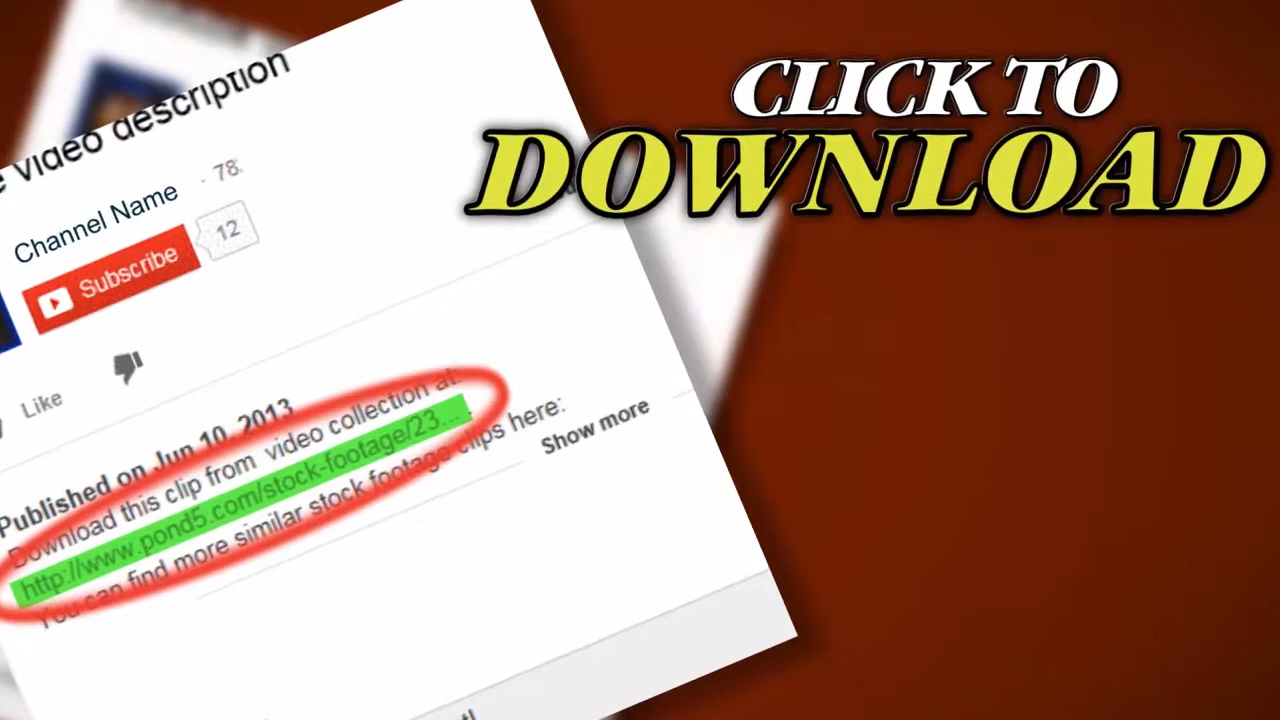 CLICK TO
DOWNLOAD
video description
Channel Name
78
Subscribe
12
Like
Published on Jun 10, 2013
Download this clip from video collection at:
http://www.pond5.com/stock-footage/23...
You can find more similar stock footage clips here:
Show more